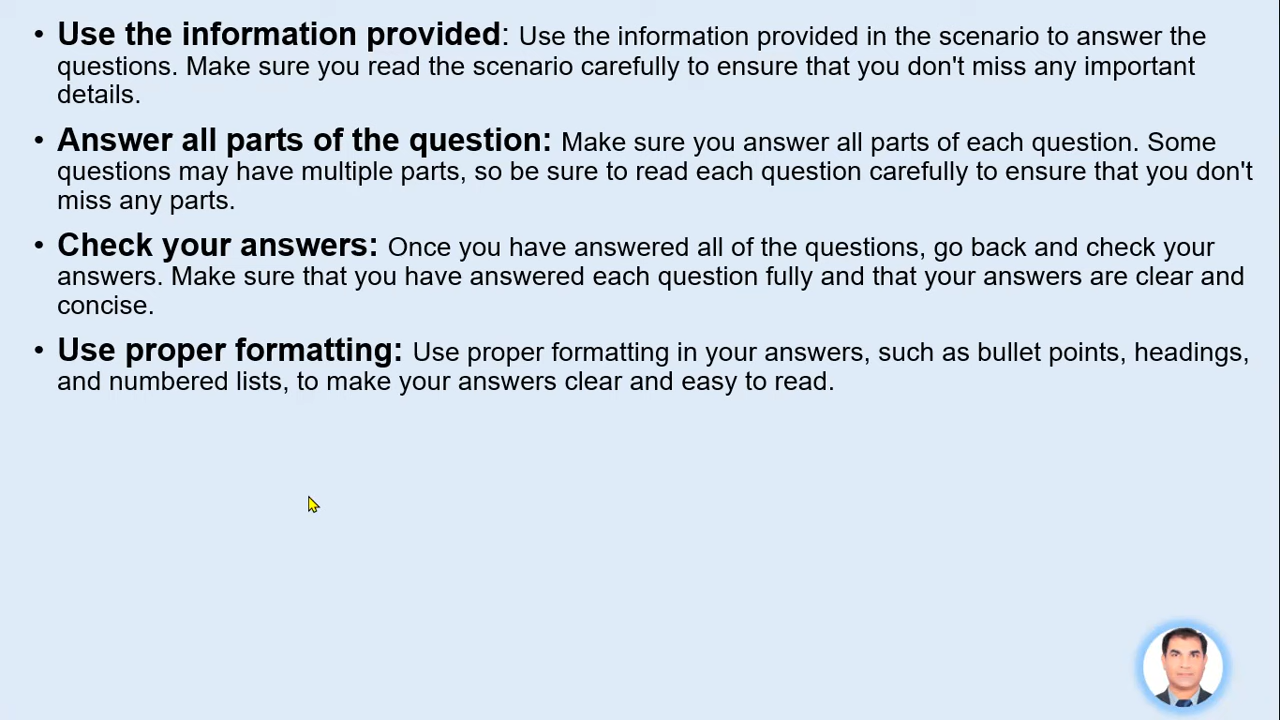 • Use the information provided: Use the information provided in the scenario to answer the
questions. Make sure you read the scenario carefully to ensure that you don't miss any important
details.
• Answer all parts of the question: Make sure you answer all parts of each question. Some
questions may have multiple parts, so be sure to read each question carefully to ensure that you don't
miss any parts.
• Check your answers: Once you have answered all of the questions, go back and check your
answers. Make sure that you have answered each question fully and that your answers are clear and
concise.
• Use proper formatting: Use proper formatting in your answers, such as bullet points, headings,
and numbered lists, to make your answers clear and easy to read.